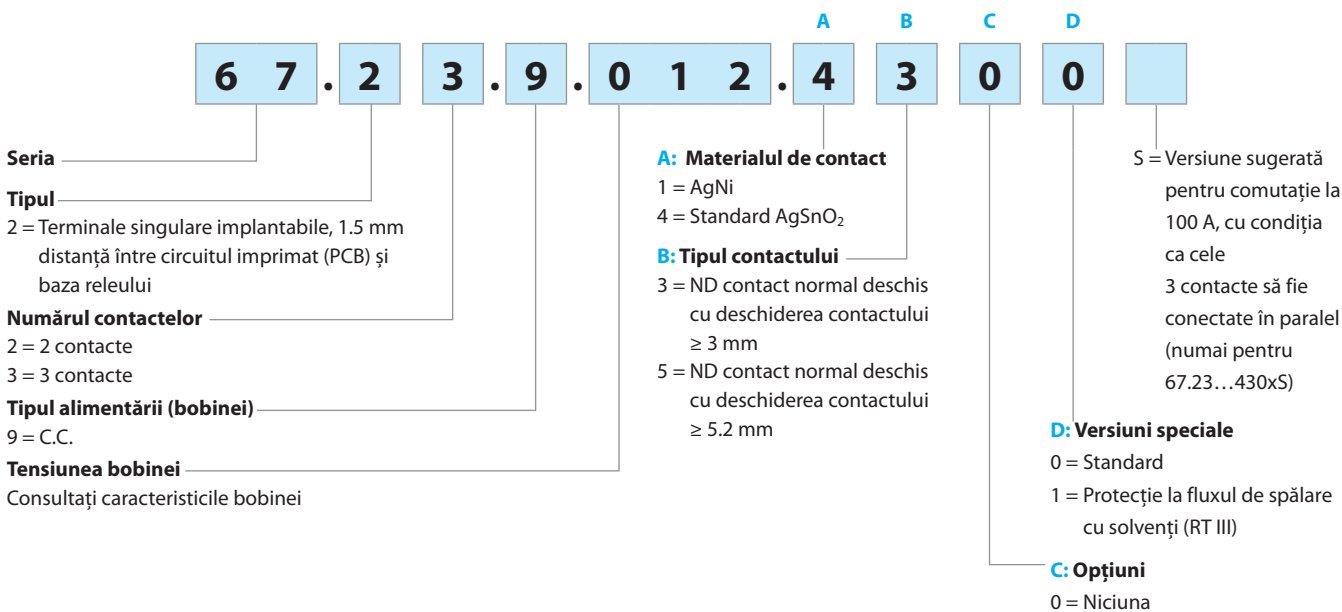 A B C D
6 7 . 2 3 . 9 . 0 1 2 . 4 3 0 0
Seria
Tipul
2 = Terminale singulare implantabile, 1.5 mm
distanță între circuitul imprimat (PCB) și
baza releului
Numărul contactelor
2 = 2 contacte
3 = 3 contacte
Tipul alimentării (bobinei)
9 = C.C.
Tensiunea bobinei
Consultați caracteristicile bobinei
A: Materialul de contact
1 = AgNi
4 = Standard AgSnO₂
B: Tipul contactului
3 = ND contact normal deschis
cu deschiderea contactului
≥ 3 mm
5 = ND contact normal deschis
cu deschiderea contactului
≥ 5.2 mm
S = Versiune sugerată
pentru comutație la
100 A, cu condiția
ca cele
3 contacte să fie
conectate în paralel
(numai pentru
67.23…430xS)
D: Versiuni speciale
0 = Standard
1 = Protecție la fluxul de spălare
cu solvenți (RT III)
C: Opțiuni
0 = Niciuna